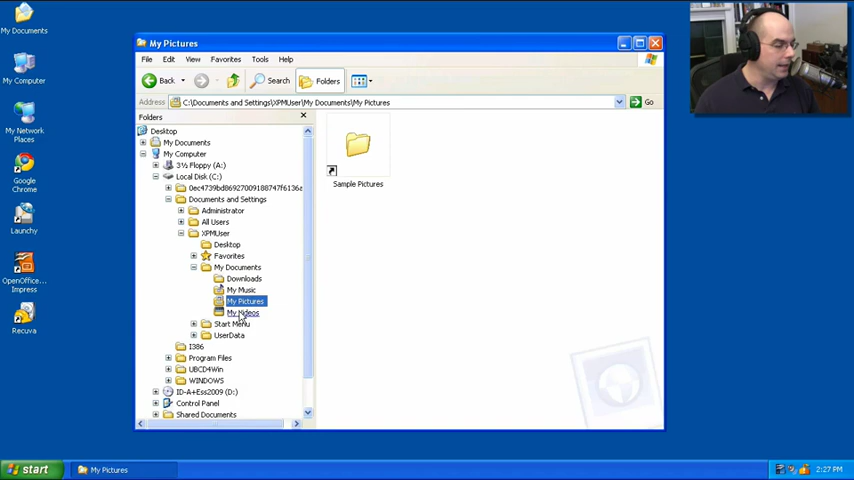 My Documents
My Computer
My Network
Places
Google
Chrome
Launchy
OpenOffice....
Impress
Recuva
My Pictures
File Edit View Favorites Tools Help
Back Search Folders
Address C:\Documents and Settings\XPMUser\My Documents\My Pictures Go
Folders
Desktop
My Documents
My Computer
3½ Floppy (A:)
Local Disk (C:)
Documents and Settings
Administrator
All Users
XPMUser
Desktop
Favorites
My Documents
Downloads
My Music
My Pictures
My Videos
Start Menu
UserData
I386
Program Files
UBCD4Win
WINDOWS
ID-A+Ess2009 (D:)
Control Panel
Shared Documents
Sample Pictures
start My Pictures 2:27 PM